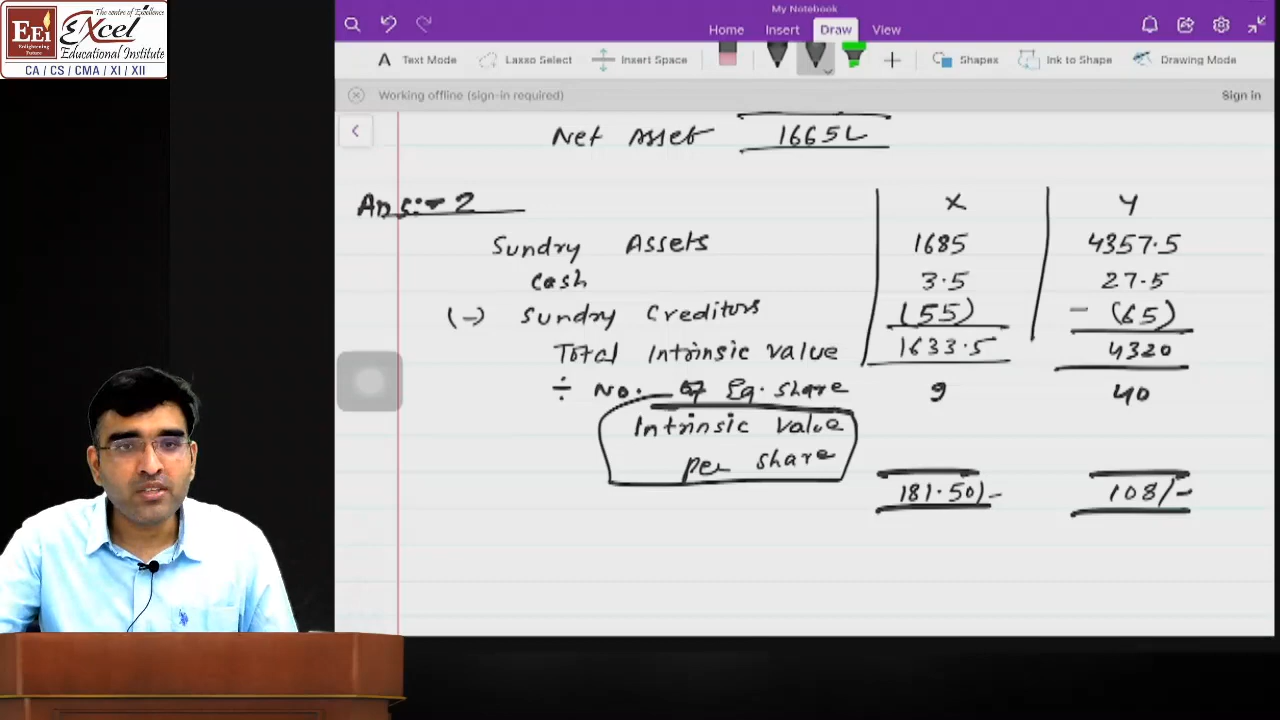 The centre of Excellence
EEi Excel
Enlightening Future
Educational Institute
CA / CS / CMA / XI / XII
My Notebook
Home Insert Draw View
A Text Mode Lasso Select Insert Space Shapes Ink to Shape Drawing Mode
Working offline (sign-in required) Sign in
Net Asset 1665L
Ans:- 2 X Y
Sundry Assets 1685 4357.5
Cash 3.5 27.5
(-) Sundry Creditors (55) - (65)
Total Intrinsic value 1633.5 4320
÷ No. of Eq. share 9 40
Intrinsic value
per share
181.50/- 108/-